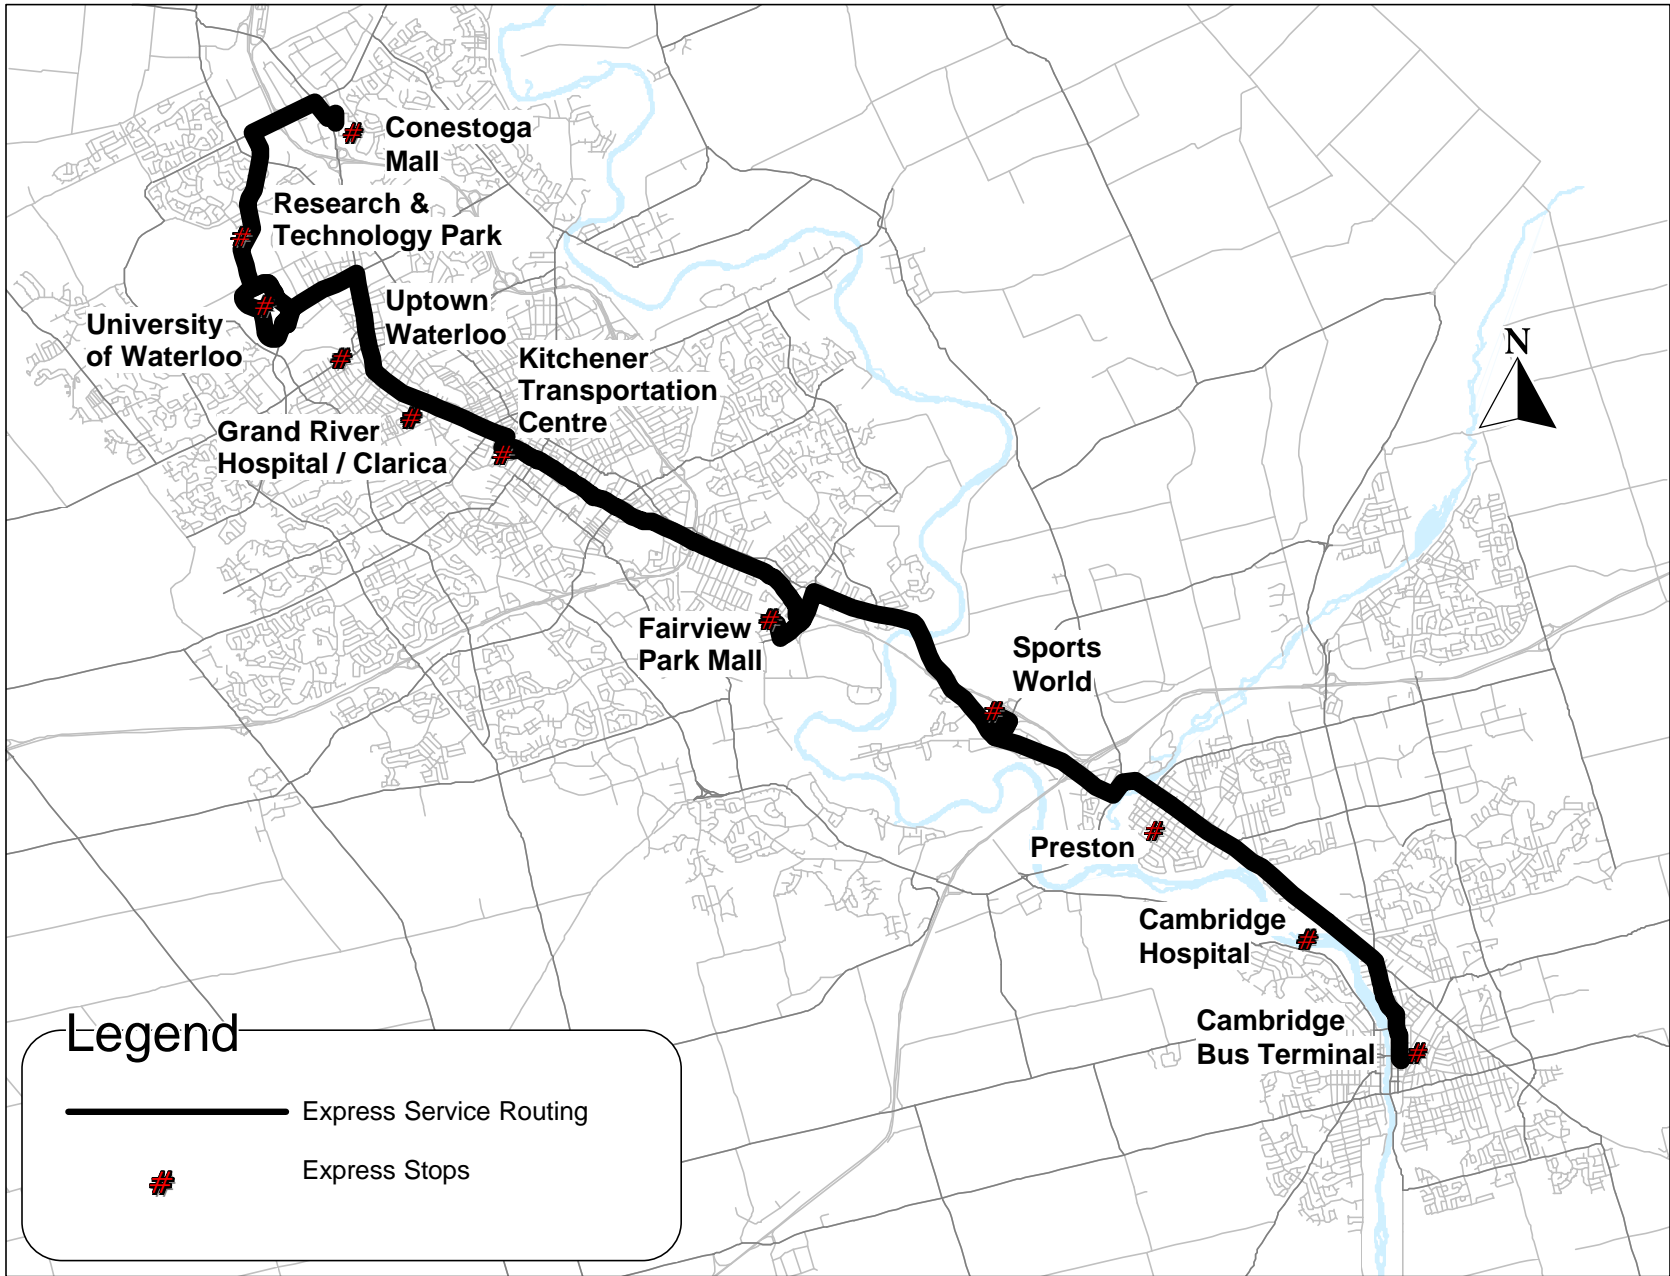 Conestoga
Mall
Research &
Technology Park
Uptown
Waterloo
University
of Waterloo
Kitchener
Transportation
Centre
N
Grand River
Hospital / Clarica
Fairview
Park Mall
Sports
World
Preston
Cambridge
Hospital
Cambridge
Bus Terminal
Legend
Express Service Routing
Express Stops